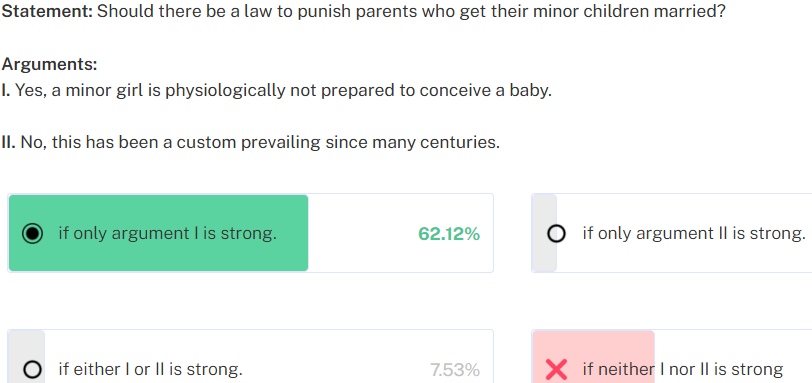 Statement: Should there be a law to punish parents who get their minor children married?
Arguments:
I. Yes, a minor girl is physiologically not prepared to conceive a baby.
II. No, this has been a custom prevailing since many centuries.
if only argument I is strong. 62.12%
if only argument II is strong.
if either I or II is strong. 7.53%
if neither I nor II is strong